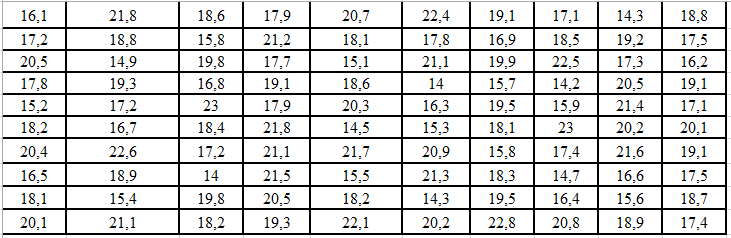 16,1 21,8 18,6 17,9 20,7 22,4 19,1 17,1 14,3 18,8
17,2 18,8 15,8 21,2 18,1 17,8 16,9 18,5 19,2 17,5
20,5 14,9 19,8 17,7 15,1 21,1 19,9 22,5 17,3 16,2
17,8 19,3 16,8 19,1 18,6 14 15,7 14,2 20,5 19,1
15,2 17,2 23 17,9 20,3 16,3 19,5 15,9 21,4 17,1
18,2 16,7 18,4 21,8 14,5 15,3 18,1 23 20,2 20,1
20,4 22,6 17,2 21,1 21,7 20,9 15,8 17,4 21,6 19,1
16,5 18,9 14 21,5 15,5 21,3 18,3 14,7 16,6 17,5
18,1 15,4 19,8 20,5 18,2 14,3 19,5 16,4 15,6 18,7
20,1 21,1 18,2 19,3 22,1 20,2 22,8 20,8 18,9 17,4